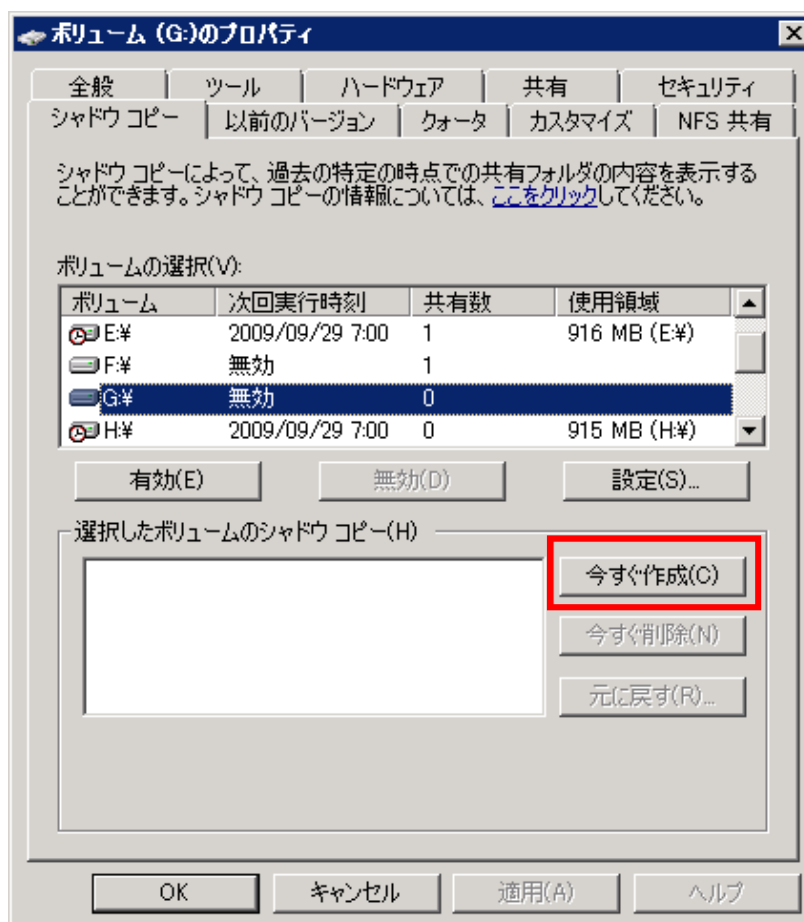 ボリューム (G:)のプロパティ
全般 ツール ハードウェア 共有 セキュリティ
シャドウ コピー 以前のバージョン クォータ カスタマイズ NFS 共有
シャドウ コピーによって、過去の特定の時点での共有フォルダの内容を表示する
ことができます。シャドウ コピーの情報については、ここをクリックしてください。
ボリュームの選択(V):
ボリューム 次回実行時刻 共有数 使用領域
E:¥ 2009/09/29 7:00 1 916 MB (E:¥)
F:¥ 無効 1
G:¥ 無効 0
H:¥ 2009/09/29 7:00 0 915 MB (H:¥)
有効(E) 無効(D) 設定(S)...
選択したボリュームのシャドウ コピー(H)
今すぐ作成(C)
今すぐ削除(N)
元に戻す(R)...
OK キャンセル 適用(A) ヘルプ